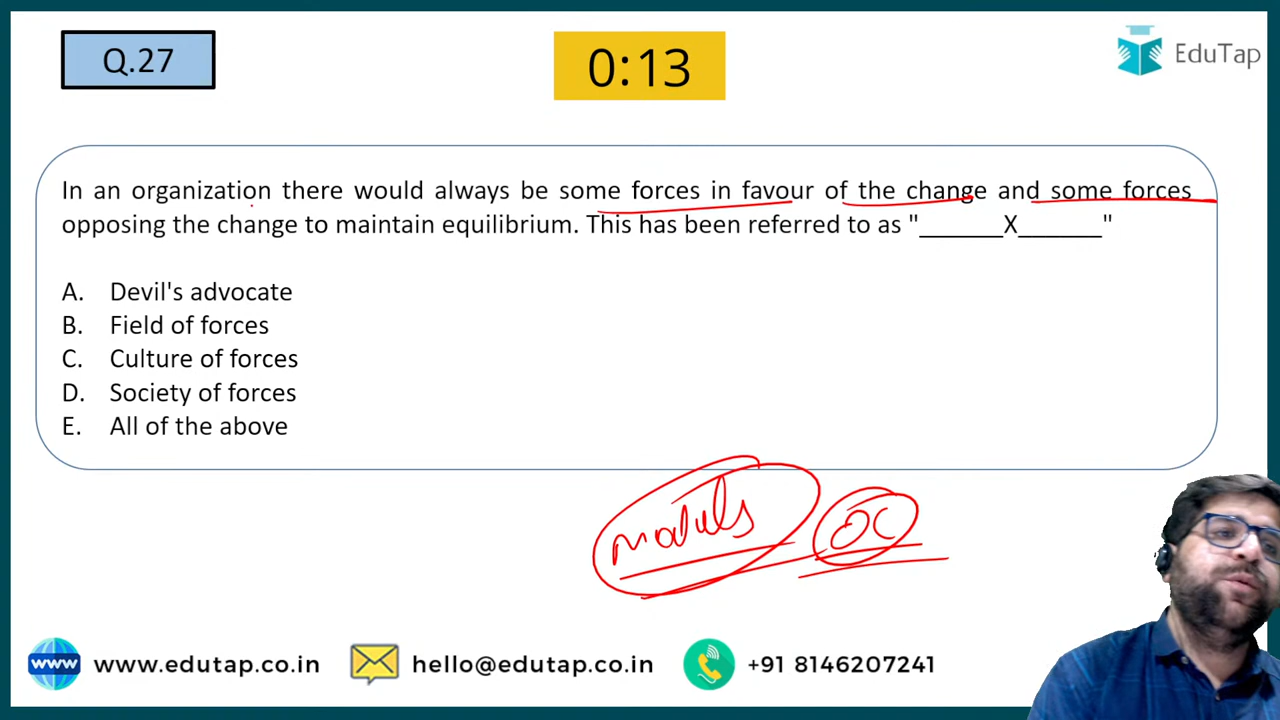 Q.27
0:13
EduTap
In an organization there would always be some forces in favour of the change and some forces
opposing the change to maintain equilibrium. This has been referred to as "______X______"
A. Devil's advocate
B. Field of forces
C. Culture of forces
D. Society of forces
E. All of the above
www www.edutap.co.in hello@edutap.co.in +91 8146207241